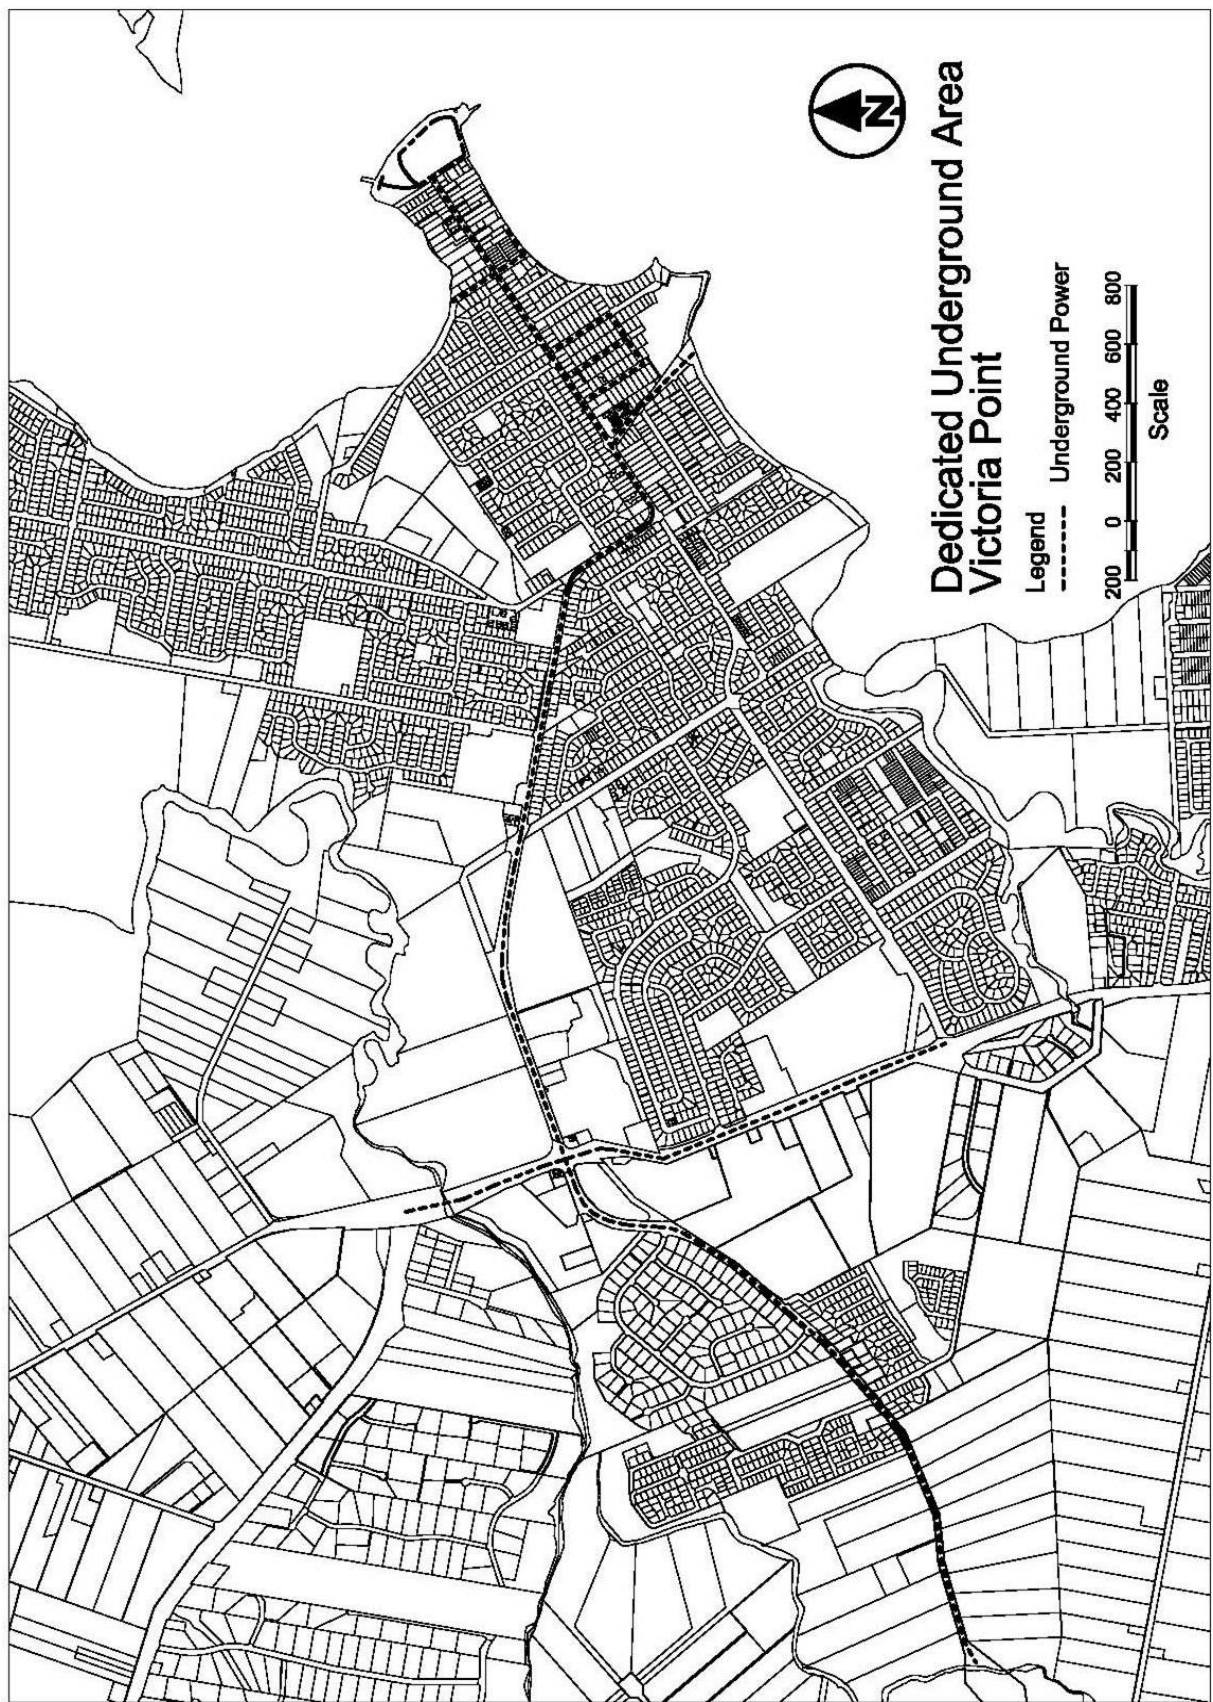 Dedicated Underground Area
Victoria Point
N
Legend
Underground Power
200 0 200 400 600 800
Scale